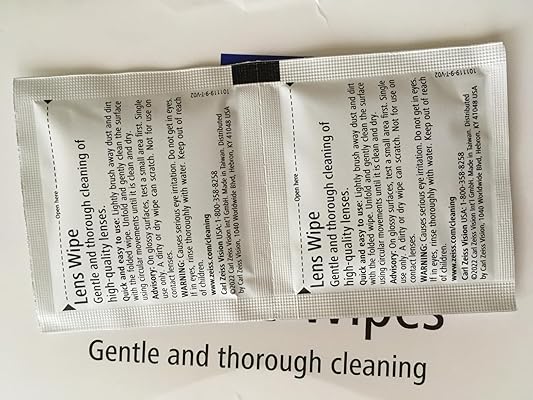 Open here
Lens Wipe
Gentle and thorough cleaning of
high-quality lenses.
Quick and easy to use: Lightly brush away dust and dirt
with the folded wipe. Unfold and gently clean the surface
using circular movements until it is clean and dry.
Advisory: On glossy surfaces, test a small area first. Single
use only. A dirty or dry wipe can scratch. Not for use on
contact lenses.
WARNING: Causes serious eye irritation. Do not get in eyes.
If in eyes, rinse thoroughly with water. Keep out of reach
of children.
www.zeiss.com/cleaning
Carl Zeiss Vision USA:1-800-358-8258
©2022 Carl Zeiss Vision Int'l GmbH. Made in Taiwan. Distributed
by Carl Zeiss Vision, 1040 Worldwide Blvd, Hebron, KY 41048 USA
101119-9-T-V02
Open here
Lens Wipe
Gentle and thorough cleaning of
high-quality lenses.
Quick and easy to use: Lightly brush away dust and dirt
with the folded wipe. Unfold and gently clean the surface
using circular movements until it is clean and dry.
Advisory: On glossy surfaces, test a small area first. Single
use only. A dirty or dry wipe can scratch. Not for use on
contact lenses.
WARNING: Causes serious eye irritation. Do not get in eyes.
If in eyes, rinse thoroughly with water. Keep out of reach
of children.
www.zeiss.com/cleaning
Carl Zeiss Vision USA:1-800-358-8258
©2022 Carl Zeiss Vision Int'l GmbH. Made in Taiwan. Distributed
by Carl Zeiss Vision, 1040 Worldwide Blvd, Hebron, KY 41048 USA
101119-9-T-V02
Wipes
Gentle and thorough cleaning